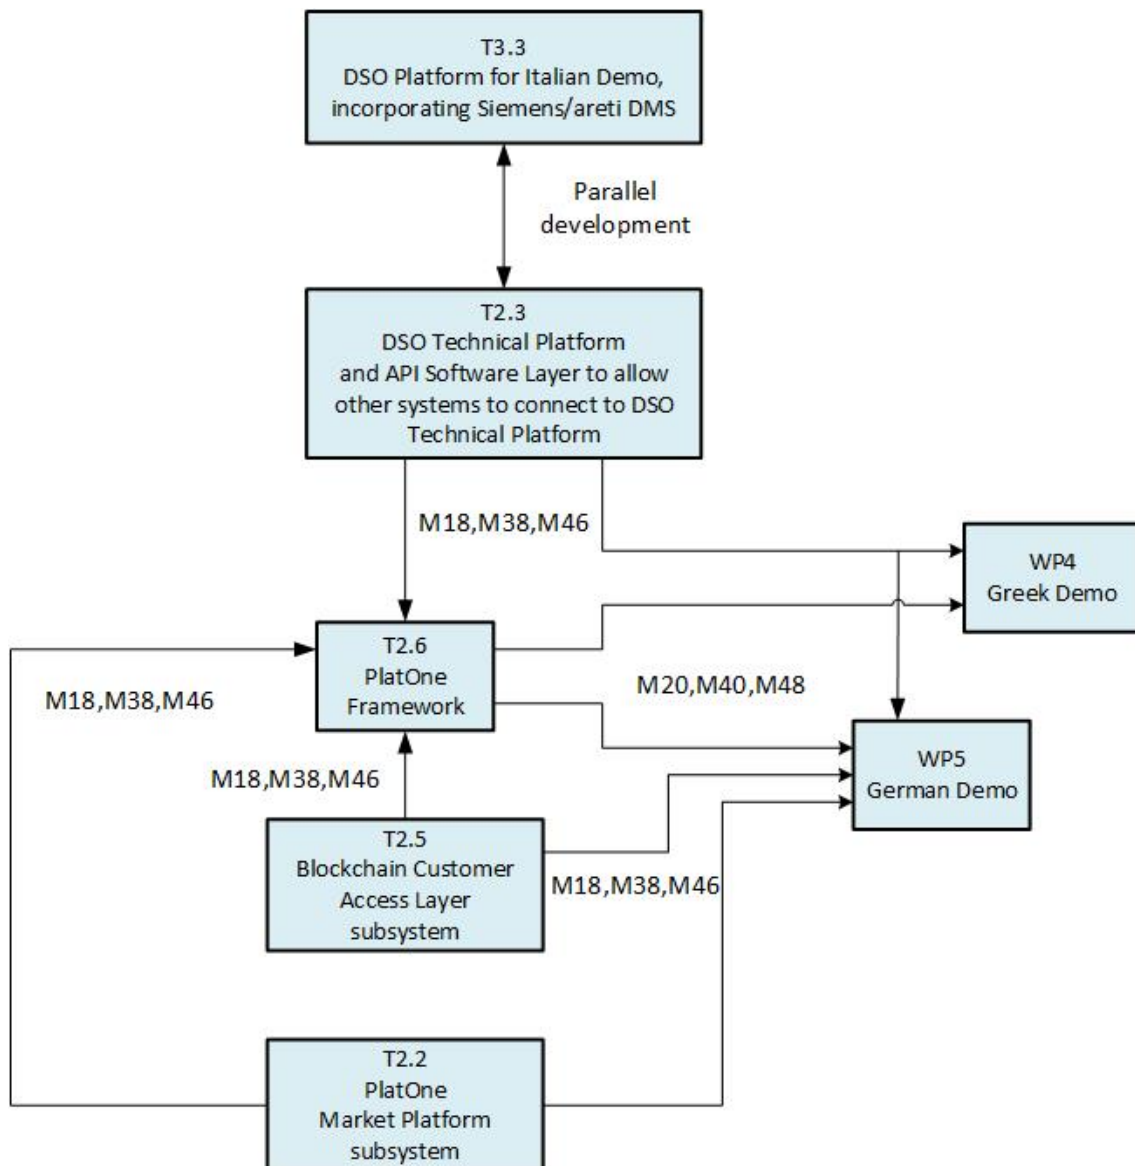 T3.3
DSO Platform for Italian Demo,
incorporating Siemens/areti DMS
Parallel
development
T2.3
DSO Technical Platform
and API Software Layer to allow
other systems to connect to DSO
Technical Platform
M18,M38,M46
WP4
Greek Demo
T2.6
PlatOne
Framework
M18,M38,M46
M20,M40,M48
WP5
German Demo
M18,M38,M46
T2.5
Blockchain Customer
Access Layer
subsystem
M18,M38,M46
T2.2
PlatOne
Market Platform
subsystem